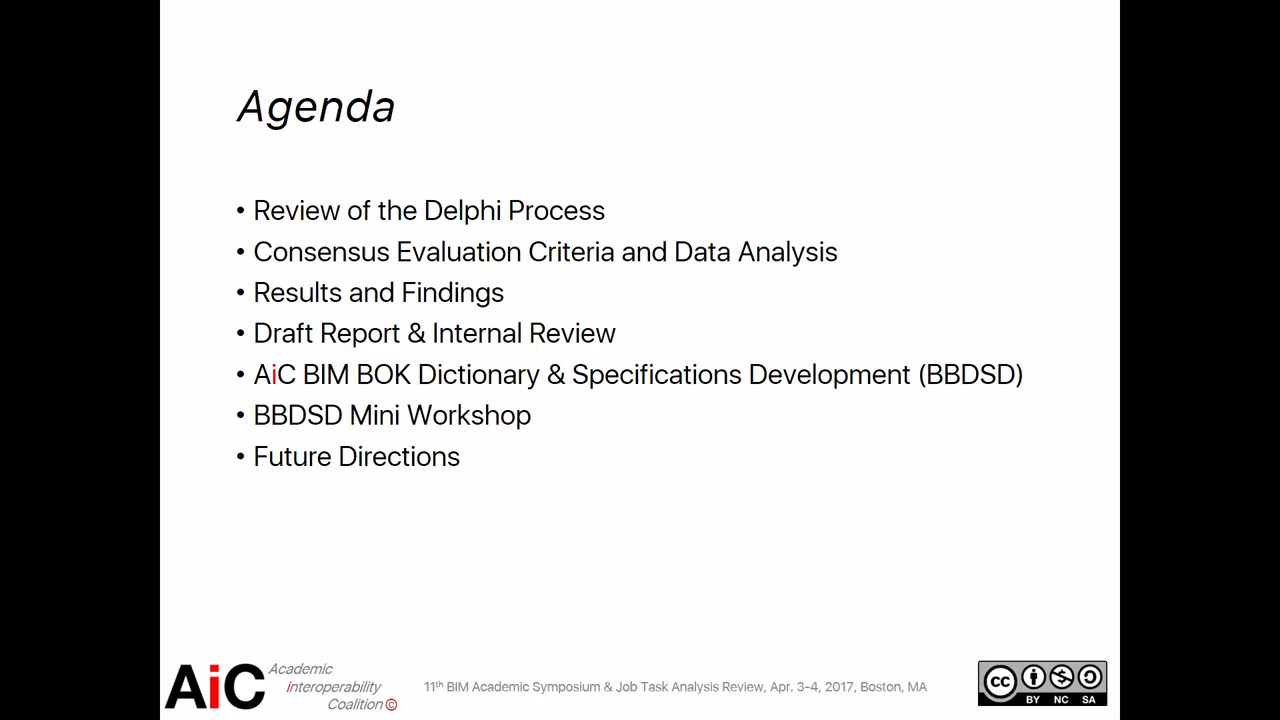 Agenda
• Review of the Delphi Process
• Consensus Evaluation Criteria and Data Analysis
• Results and Findings
• Draft Report & Internal Review
• AiC BIM BOK Dictionary & Specifications Development (BBDSD)
• BBDSD Mini Workshop
• Future Directions
AiC
Academic
interoperability
Coalition ©
11th BIM Academic Symposium & Job Task Analysis Review, Apr. 3-4, 2017, Boston, MA
cc
BY NC SA